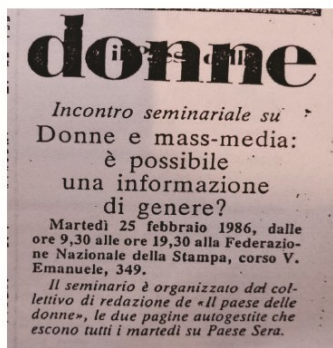 il paese delle
donne
Incontro seminariale su
Donne e mass-media:
è possibile
una informazione
di genere?
Martedì 25 febbraio 1986, dalle
ore 9,30 alle ore 19,30 alla Federazio-
ne Nazionale della Stampa, corso V.
Emanuele, 349.
Il seminario è organizzato dal col-
lettivo di redazione de «Il paese delle
donne», le due pagine autogestite che
escono tutti i martedì su Paese Sera.